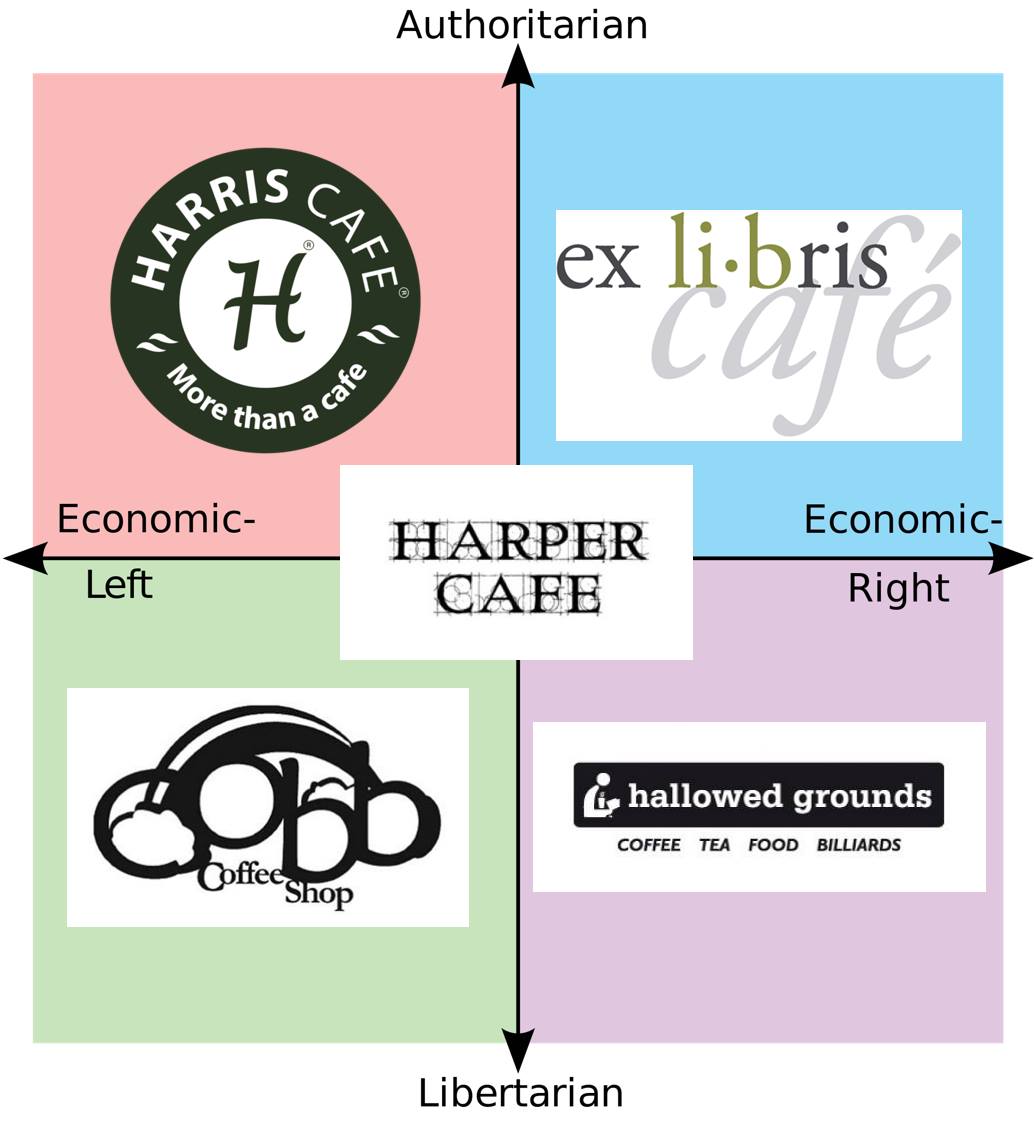 Authoritarian
HARRIS CAFE®
H®
More than a cafe
ex li·bris
café
Economic-
Left
Economic-
Right
HARPER
CAFE
Cobb
Coffee
Shop
hallowed grounds
COFFEE TEA FOOD BILLIARDS
Libertarian